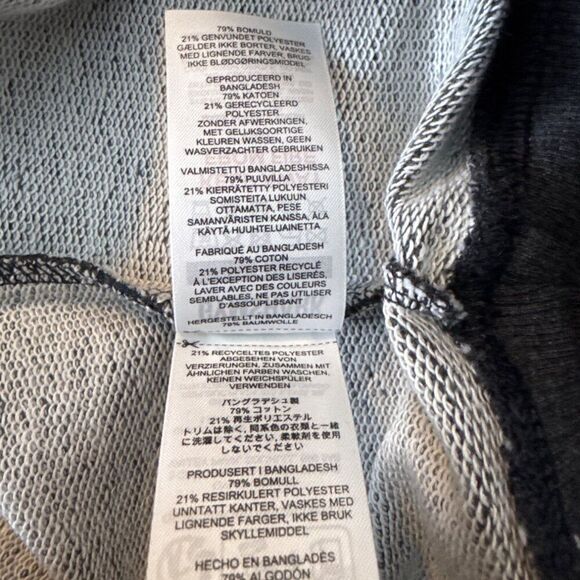 79% BOMULD
21% GENVUNDET POLYESTER
GÆLDER IKKE BORTER, VASKES
MED LIGNENDE FARVER, BRUG
IKKE BLØDGØRINGSMIDDEL
GEPRODUCEERD IN
BANGLADESH
79% KATOEN
21% GERECYCLEERD
POLYESTER
ZONDER AFWERKINGEN,
MET GELIJKSOORTIGE
KLEUREN WASSEN, GEEN
WASVERZACHTER GEBRUIKEN
VALMISTETTU BANGLADESHISSA
79% PUUVILLA
21% KIERRÄTETTY POLYESTERI
SOMISTEITA LUKUUN
OTTAMATTA, PESE
SAMANVÄRISTEN KANSSA, ÄLÄ
KÄYTÄ HUUHTELUAINETTA
FABRIQUÉ AU BANGLADESH
79% COTON
21% POLYESTER RECYCLÉ
À L'EXCEPTION DES LISERÉS,
LAVER AVEC DES COULEURS
SEMBLABLES, NE PAS UTILISER
D'ASSOUPLISSANT
HERGESTELLT IN BANGLADESCH
79% BAUMWOLLE
21% RECYCELTES POLYESTER
ABGESEHEN VON
VERZIERUNGEN, ZUSAMMEN MIT
ÄHNLICHEN FARBEN WASCHEN,
KEINEN WEICHSPÜLER
VERWENDEN
バングラデシュ製
79% コットン
21% 再生ポリエステル
トリムは除く, 同系色の衣類と一緒
に洗濯してください, 柔軟剤を使用
しないでください
PRODUSERT I BANGLADESH
79% BOMULL
21% RESIRKULERT POLYESTER
UNNTATT KANTER, VASKES MED
LIGNENDE FARGER, IKKE BRUK
SKYLLEMIDDEL
HECHO EN BANGLADÉS
79% ALGODÓN